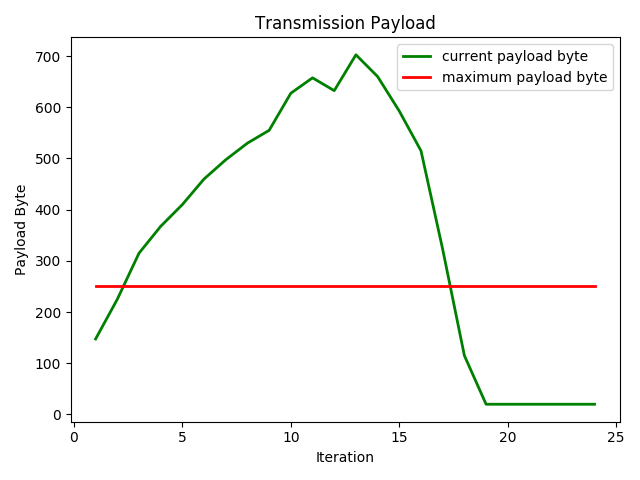 Transmission Payload
current payload byte
maximum payload byte
Payload Byte
700
600
500
400
300
200
100
0
0 5 10 15 20 25
Iteration